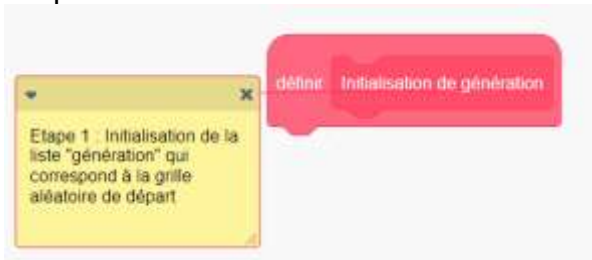 définir Initialisation de génération
Etape 1 : Initialisation de la
liste "génération" qui
correspond à la grille
aléatoire de départ